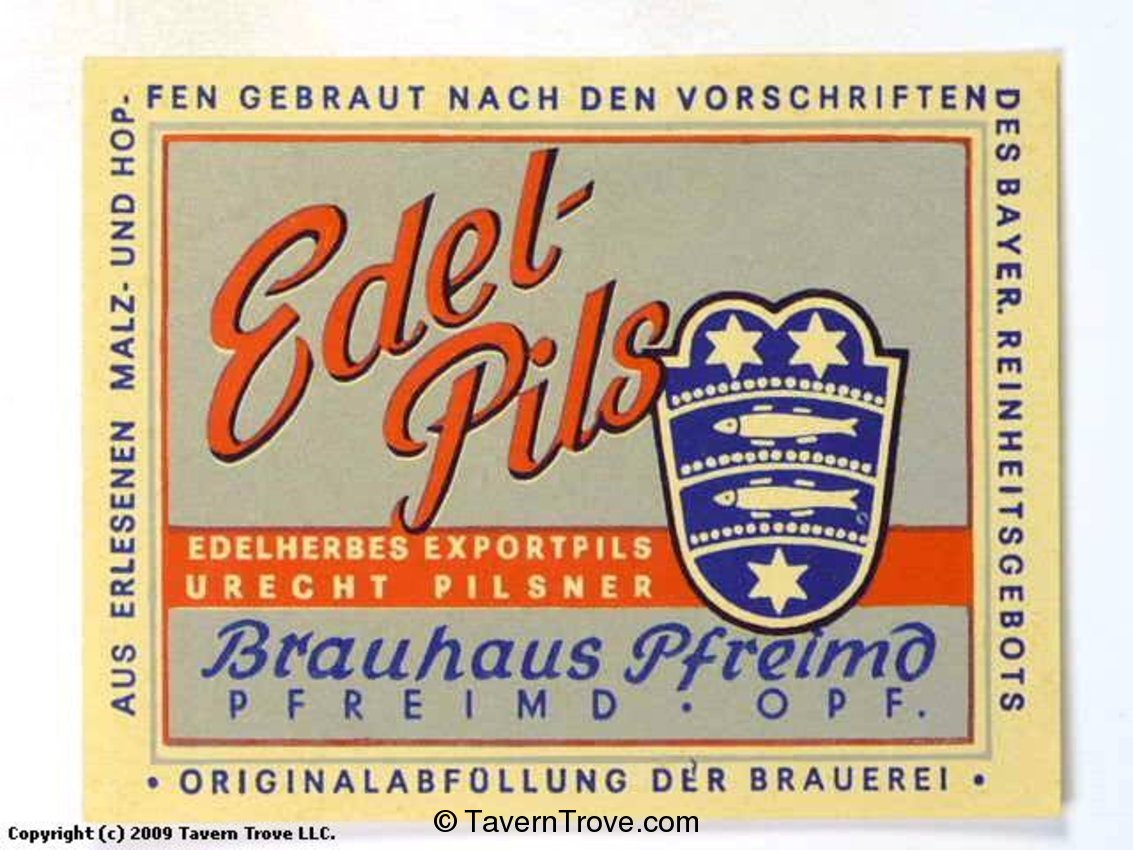 AUS ERLESENEN MALZ- UND HOP-
FEN GEBRAUT NACH DEN VORSCHRIFTEN
DES BAYER. REINHEITSGEBOTS
Edel-
Pils
EDELHERBES EXPORTPILS
URECHT PILSNER
Brauhaus Pfreimd
PFREIMD · OPF.
• ORIGINALABFÜLLUNG DER BRAUEREI •
Copyright (c) 2009 Tavern Trove LLC.
© TavernTrove.com